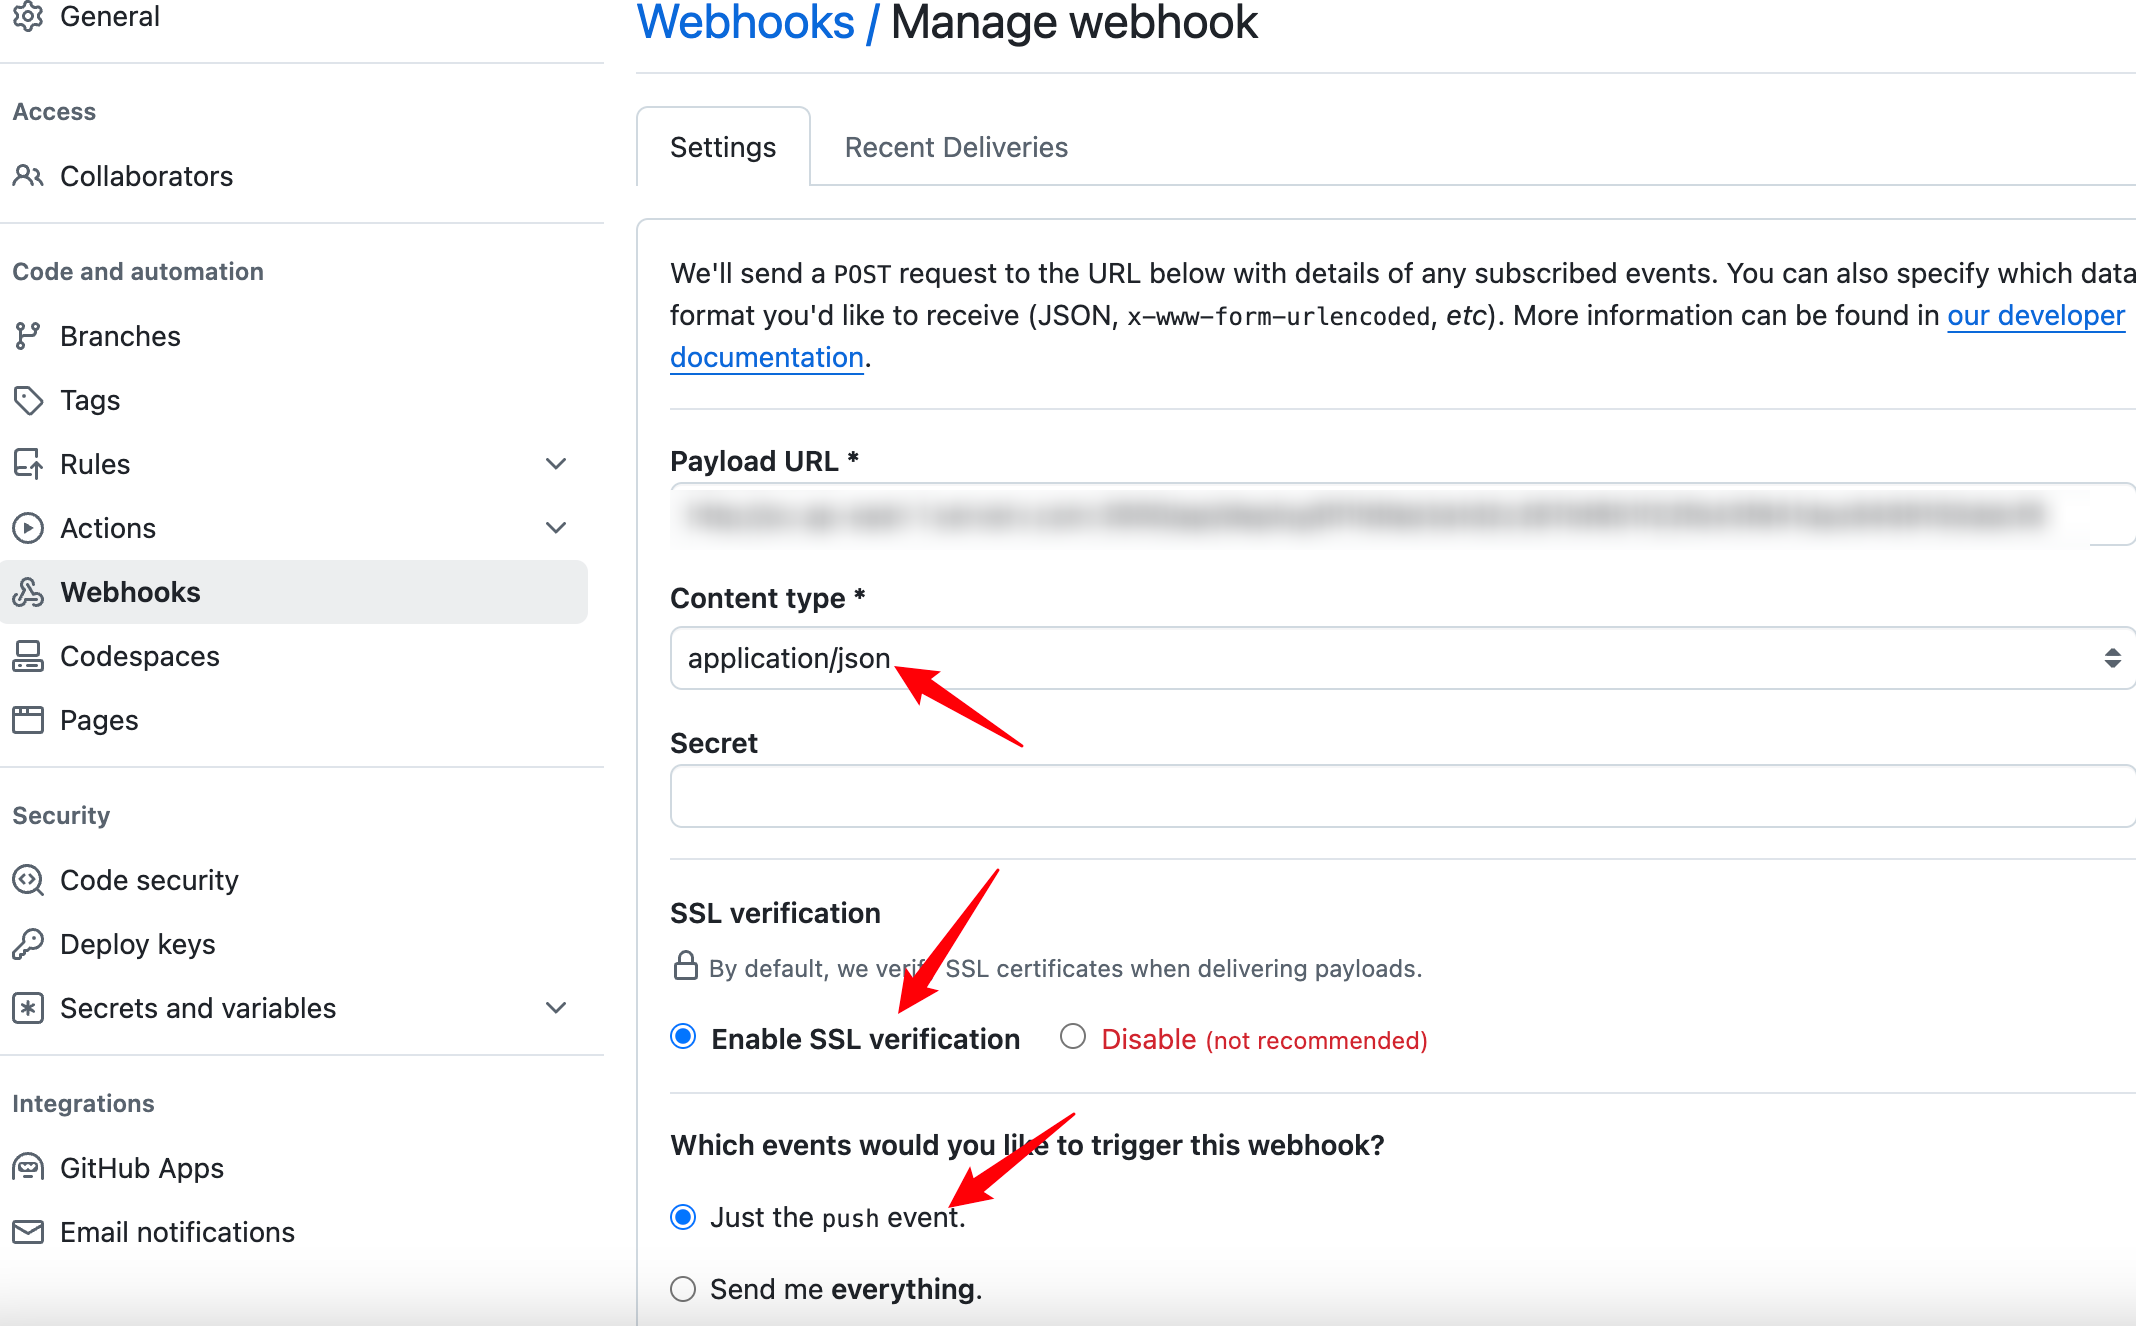 General
Access
Collaborators
Code and automation
Branches
Tags
Rules
Actions
Webhooks
Codespaces
Pages
Security
Code security
Deploy keys
Secrets and variables
Integrations
GitHub Apps
Email notifications
Webhooks / Manage webhook
Settings
Recent Deliveries
We'll send a POST request to the URL below with details of any subscribed events. You can also specify which data
format you'd like to receive (JSON, x-www-form-urlencoded, etc). More information can be found in our developer
documentation.
Payload URL *
Content type *
application/json
Secret
SSL verification
By default, we verify SSL certificates when delivering payloads.
Enable SSL verification
Disable (not recommended)
Which events would you like to trigger this webhook?
Just the push event.
Send me everything.